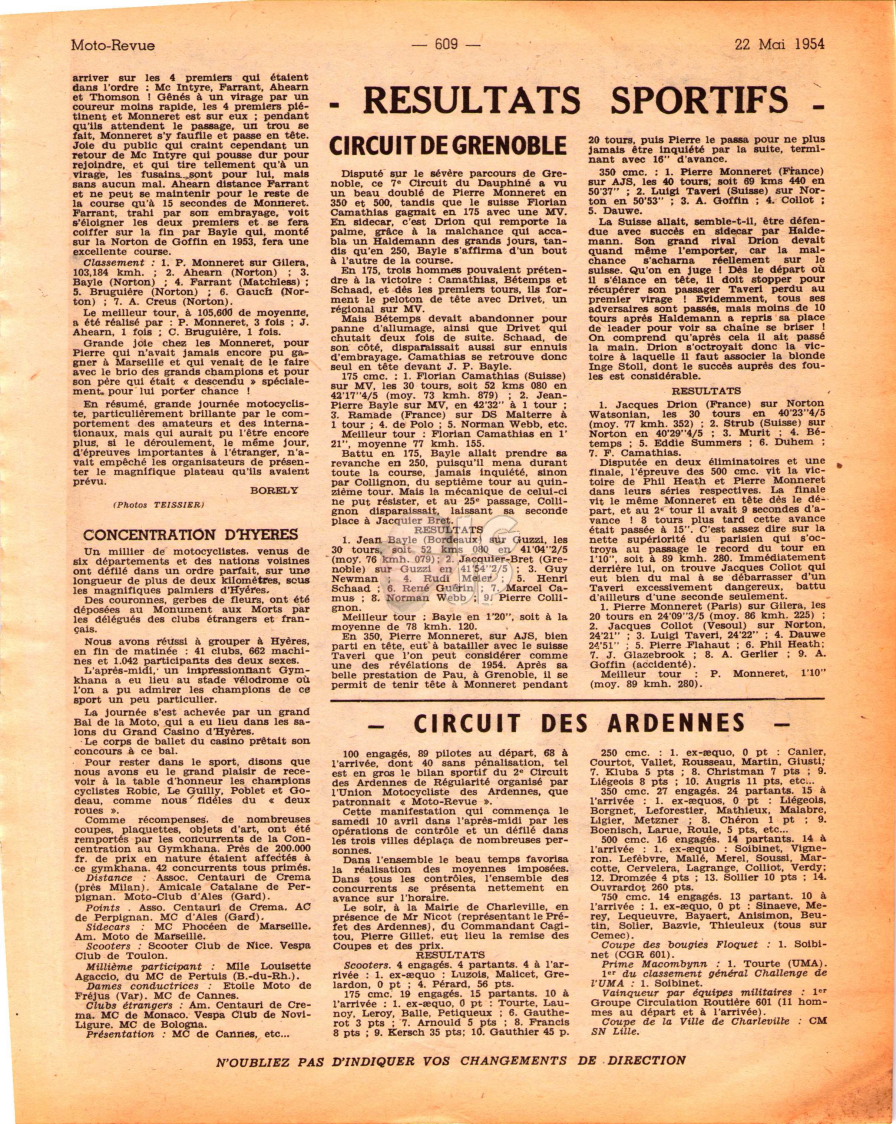 Moto-Revue
— 609 —
22 Mai 1954
arriver sur les 4 premiers qui étaient
dans l'ordre : Mc Intyre, Farrant, Ahearn
et Thomson ! Gênés à un virage par un
coureur moins rapide, les 4 premiers pié-
tinent et Monneret est sur eux ; pendant
qu'ils attendent le passage, un trou se
fait, Monneret s'y faufile et passe en tête.
Joie du public qui craint cependant un
retour de Mc Intyre qui pousse dur pour
rejoindre, et qui tire tellement qu'à un
virage, les fusains sont pour lui, mais
sans aucun mal. Ahearn distance Farrant
et ne peut se maintenir pour le reste de
la course qu'à 15 secondes de Monneret.
Farrant, trahi par son embrayage, voit
s'éloigner les deux premiers et se fera
coiffer sur la fin par Bayle qui, monté
sur la Norton de Goffin en 1953, fera une
excellente course.
Classement : 1. P. Monneret sur Gilera,
103,184 kmh. ; 2. Ahearn (Norton) ; 3.
Bayle (Norton) ; 4. Farrant (Matchless) ;
5. Bruguière (Norton) ; 6. Gauch (Nor-
ton) ; 7. A. Creus (Norton).
Le meilleur tour, à 105,600 de moyenne,
a été réalisé par : P. Monneret, 3 fois ; J.
Ahearn, 1 fois ; C. Bruguière, 1 fois.
Grande jôie chez les Monneret, pour
Pierre qui n'avait jamais encore pu ga-
gner à Marseille et qui venait de le faire
avec le brio des grands champions et pour
son père qui était « descendu » spéciale-
ment pour lui porter chance !
En résumé, grande journée motocyclis-
te, particulièrement brillante par le com-
portement des amateurs et des interna-
tionaux, mais qui aurait pu l'être encore
plus, si le déroulement, le même jour,
d'épreuves importantes à l'étranger, n'a-
vait empêché les organisateurs de présen-
ter le magnifique plateau qu'ils avaient
prévu.
BORELY
(Photos TEISSIER)
CONCENTRATION D'HYERES
Un millier de motocyclistes. venus de
six départements et des nations voisines
ont défilé dans un ordre parfait, sur une
longueur de plus de deux kilomètres, sous
les magnifiques palmiers d'Hyères.
Des couronnes, gerbes de fleurs, ont été
déposées au Monument aux Morts par
les délégués des clubs étrangers et fran-
çais.
Nous avons réussi à grouper à Hyères,
en fin de matinée : 41 clubs, 662 machi-
nes et 1.042 participants des deux sexes.
L'après-midi, un impressionnant Gym-
khana a eu lieu au stade vélodrome où
l'on a pu admirer les champions de ce
sport un peu particulier.
La journée s'est achevée par un grand
Bal de la Moto, qui a eu lieu dans les sa-
lons du Grand Casino d'Hyères.
Le corps de ballet du casino prêtait son
concours à ce bal.
Pour rester dans le sport, disons que
nous avons eu le grand plaisir de rece-
voir à la table d'honneur les champions
cyclistes Robic, Le Guilly, Poblet et Go-
deau, comme nous fidèles du « deux
roues ».
Comme récompenses, de nombreuses
coupes, plaquettes, objets d'art, ont été
remportés par les concurrents de la Con-
centration au Gymkhana. Près de 200.000
fr. de prix en nature étaient affectés à
ce gymkhana. 42 concurrents tous primés.
Distance : Assoc. Centauri de Crema
(près Milan). Amicale Catalane de Per-
pignan. Moto-Club d'Ales (Gard).
Points . Asso. Centauri de Crema. AC
de Perpignan. MC d'Ales (Gard).
Sidecars : MC Phocéen de Marseille.
Am. Moto de Marseille.
Scooters : Scooter Club de Nice. Vespa
Club de Toulon.
Millième participant : Mlle Louisette
Agaccio, du MC de Pertuis (B.-du-Rh.).
Dames conductrices : Etoile Moto de
Fréjus (Var). MC de Cannes.
Clubs étrangers : Am. Centauri de Cre-
ma. MC de Monaco. Vespa Club de Novi-
Ligure. MC de Bologna.
Présentation : MC de Cannes, etc...
- RESULTATS SPORTIFS -
CIRCUIT DE GRENOBLE
Disputé sur le sévère parcours de Gre-
noble, ce 7e Circuit du Dauphiné a vu
un beau doublé de Pierre Monneret en
350 et 500, tandis que le suisse Florian
Camathias gagnait en 175 avec une MV.
En sidecar, c'est Drion qui remporte la
palme, grâce à la malchance qui acca-
bla un Haldemann des grands jours, tan-
dis qu'en 250, Bayle s'affirma d'un bout
à l'autre de la course.
En 175, trois hommes pouvaient préten-
dre à la victoire : Camathias, Bétemps et
Schaad, et dès les premiers tours, ils for-
ment le peloton de tête avec Drivet, un
régional sur MV.
Mais Bétemps devait abandonner pour
panne d'allumage, ainsi que Drivet qui
chutait deux fois de suite. Schaad, de
son côté, disparaissait aussi sur ennuis
d'embrayage. Camathias se retrouve donc
seul en tête devant J. P. Bayle.
175 cmc. : 1. Florian Camathias (Suisse)
sur MV, les 30 tours, soit 52 kms 080 en
42'17"4/5 (moy. 73 kmh. 879) ; 2. Jean-
Pierre Bayle sur MV, en 42'32" à 1 tour ;
3. Ramade (France) sur DS Malterre à
1 tour ; 4. de Polo ; 5. Norman Webb, etc.
Meilleur tour : Florian Camathias en 1'
21", moyenne 77 kmh. 155.
Battu en 175, Bayle allait prendre sa
revanche en 250, puisqu'il mena durant
toute la course, jamais inquiété, sinon
par Collignon, du septième tour au quin-
zième tour. Mais la mécanique de celui-ci
ne put résister, et au 25e passage, Colli-
gnon disparaissait, laissant sa seconde
place à Jacquier Bret.
RESULTATS
1. Jean Bayle (Bordeaux) sur Guzzi, les
30 tours, soit 52 kms 080 en 41'04"2/5
(moy. 76 kmh. 079) ; 2. Jacquier-Bret (Gre-
noble) sur Guzzi en 41'54"2/5 ; 3. Guy
Newman ; 4. Rudi Meier ; 5. Henri
Schaad ; 6. René Guérin ; 7. Marcel Ca-
mus ; 8. Norman Webb ; 9. Pierre Colli-
gnon.
Meilleur tour : Bayle en 1'20", soit à la
moyenne de 78 kmh. 120.
En 350, Pierre Monneret, sur AJS, bien
parti en tête, eut à batailler avec le suisse
Taveri que l'on peut considérer comme
une des révélations de 1954. Après sa
belle prestation de Pau, à Grenoble, il se
permit de tenir tête à Monneret pendant
20 tours, puis Pierre le passa pour ne plus
jamais être inquiété par la suite, termi-
nant avec 16" d'avance.
350 cmc. : 1. Pierre Monneret (France)
sur AJS, les 40 tours, soit 69 kms 440 en
50'37" ; 2. Luigi Taveri (Suisse) sur Nor-
ton en 50'53" ; 3. A. Goffin ; 4. Collot ;
5. Dauwe.
La Suisse allait, semble-t-il, être défen-
due avec succès en sidecar par Halde-
mann. Son grand rival Drion devait
quand même l'emporter, car la mal-
chance s'acharna réellement sur le
suisse. Qu'on en juge ! Dès le départ où
il s'élance en tête, il doit stopper pour
récupérer son passager Taveri perdu au
premier virage ! Evidemment, tous ses
adversaires sont passés, mais moins de 10
tours après Haldemann a repris sa place
de leader pour voir sa chaîne se briser !
On comprend qu'après cela il ait passé
la main. Drion s'octroyait donc la vic-
toire à laquelle il faut associer la blonde
Inge Stoll, dont le succès auprès des fou-
les est considérable.
RESULTATS
1. Jacques Drion (France) sur Norton
Watsonian, les 30 tours en 40'23"4/5
(moy. 77 kmh. 352) ; 2. Strub (Suisse) sur
Norton en 40'29"4/5 ; 3. Murit ; 4. Bé-
temps ; 5. Eddie Summers ; 6. Duhem ;
7. F. Camathias.
Disputée en deux éliminatoires et une
finale, l'épreuve des 500 cmc. vit la vic-
toire de Phil Heath et Pierre Monneret
dans leurs séries respectives. La finale
vit le même Monneret en tête dès le dé-
part, et au 2e tour il avait 9 secondes d'a-
vance ! 8 tours plus tard cette avance
était passée à 15". C'est assez dire sur la
nette supériorité du parisien qui s'oc-
troya au passage le record du tour en
1'10", soit à 89 kmh. 280. Immédiatement
derrière lui, on trouve Jacques Collot qui
eut bien du mal à se débarrasser d'un
Taveri excessivement dangereux, battu
d'ailleurs d'une seconde seulement.
1. Pierre Monneret (Paris) sur Gilera, les
20 tours en 24'09"3/5 (moy. 86 kmh. 225) ;
2. Jacques Collot (Vesoul) sur Norton,
24'21" ; 3. Luigi Taveri, 24'22" ; 4. Dauwe
24'51" ; 5. Pierre Flahaut ; 6. Phil Heath;
7. J. Glazebrook ; 8. A. Gerlier ; 9. A.
Goffin (accidenté).
Meilleur tour : P. Monneret, 1'10"
(moy. 89 kmh. 280).
— CIRCUIT DES ARDENNES —
100 engagés, 89 pilotes au départ, 68 à
l'arrivée, dont 40 sans pénalisation, tel
est en gros le bilan sportif du 2e Circuit
des Ardennes de Régularité organisé par
l'Union Motocycliste des Ardennes, que
patronnait « Moto-Revue ».
Cette manifestation qui commença le
samedi 10 avril dans l'après-midi par les
opérations de contrôle et un défilé dans
les trois villes déplaça de nombreuses per-
sonnes.
Dans l'ensemble le beau temps favorisa
la réalisation des moyennes imposées.
Dans tous les contrôles, l'ensemble des
concurrents se présenta nettement en
avance sur l'horaire.
Le soir, à la Mairie de Charleville, en
présence de Mr Nicot (représentant le Pré-
fet des Ardennes), du Commandant Cagi-
tou, Pierre Gillet. eut lieu la remise des
Coupes et des prix.
RESULTATS
Scooters. 4 engagés. 4 partants. 4 à l'ar-
rivée : 1. ex-æquo : Luzois, Malicet, Gre-
lardon, 0 pt ; 4. Pérard, 56 pts.
175 cmc. 19 engagés. 15 partants. 10 à
l'arrivée : 1. ex-æquo, 0 pt : Tourte, Lau-
noy, Leroy, Balle, Petiqueux ; 6. Gauthe-
rot 3 pts ; 7. Arnould 5 pts ; 8. Francis
8 pts ; 9. Kersch 35 pts; 10. Gauthier 45 p.
250 cmc. : 1. ex-æquo, 0 pt : Canler,
Courtot, Vallet, Rousseau, Martin, Giusti;
7. Kluba 5 pts ; 8. Christman 7 pts ; 9.
Liégeois 8 pts ; 10. Augris 11 pts, etc...
350 cmc. 27 engagés. 24 partants. 15 à
l'arrivée : 1. ex-æquos, 0 pt : Liégeois,
Borgnet, Leforestier, Mathieux, Malabre,
Ligier, Metzner ; 8. Chéron 1 pt ; 9.
Boenisch, Larue, Roule, 5 pts, etc...
500 cmc. 16 engagés. 14 partants. 14 à
l'arrivée : 1. ex-æquo : Soibinet, Vigne-
ron. Lefèbvre, Mallé, Merel, Soussi, Mar-
cotte, Cervelera, Lagrange, Colliot, Verdy;
12. Dromzée 4 pts ; 13. Sollier 10 pts ; 14.
Ouvrardot 260 pts.
750 cmc. 14 engagés. 13 partant. 10 à
l'arrivée : 1. ex-æquo, 0 pt : Sinaeve, Me-
rey, Lequeuvre, Bayaert, Anisimon, Beu-
tin, Solier, Bazvie, Thieuleux (tous sur
Cemec).
Coupe des bougies Floquet : 1. Soibi-
net (CGR 601).
Prime Macombynn : 1. Tourte (UMA).
1er du classement général Challenge de
l'UMA : 1. Soibinet.
Vainqueur par équipes militaires : 1er
Groupe Circulation Routière 601 (11 hom-
mes au départ et à l'arrivée).
Coupe de la Ville de Charleville : CM
SN Lille.
N'OUBLIEZ PAS D'INDIQUER VOS CHANGEMENTS DE DIRECTION